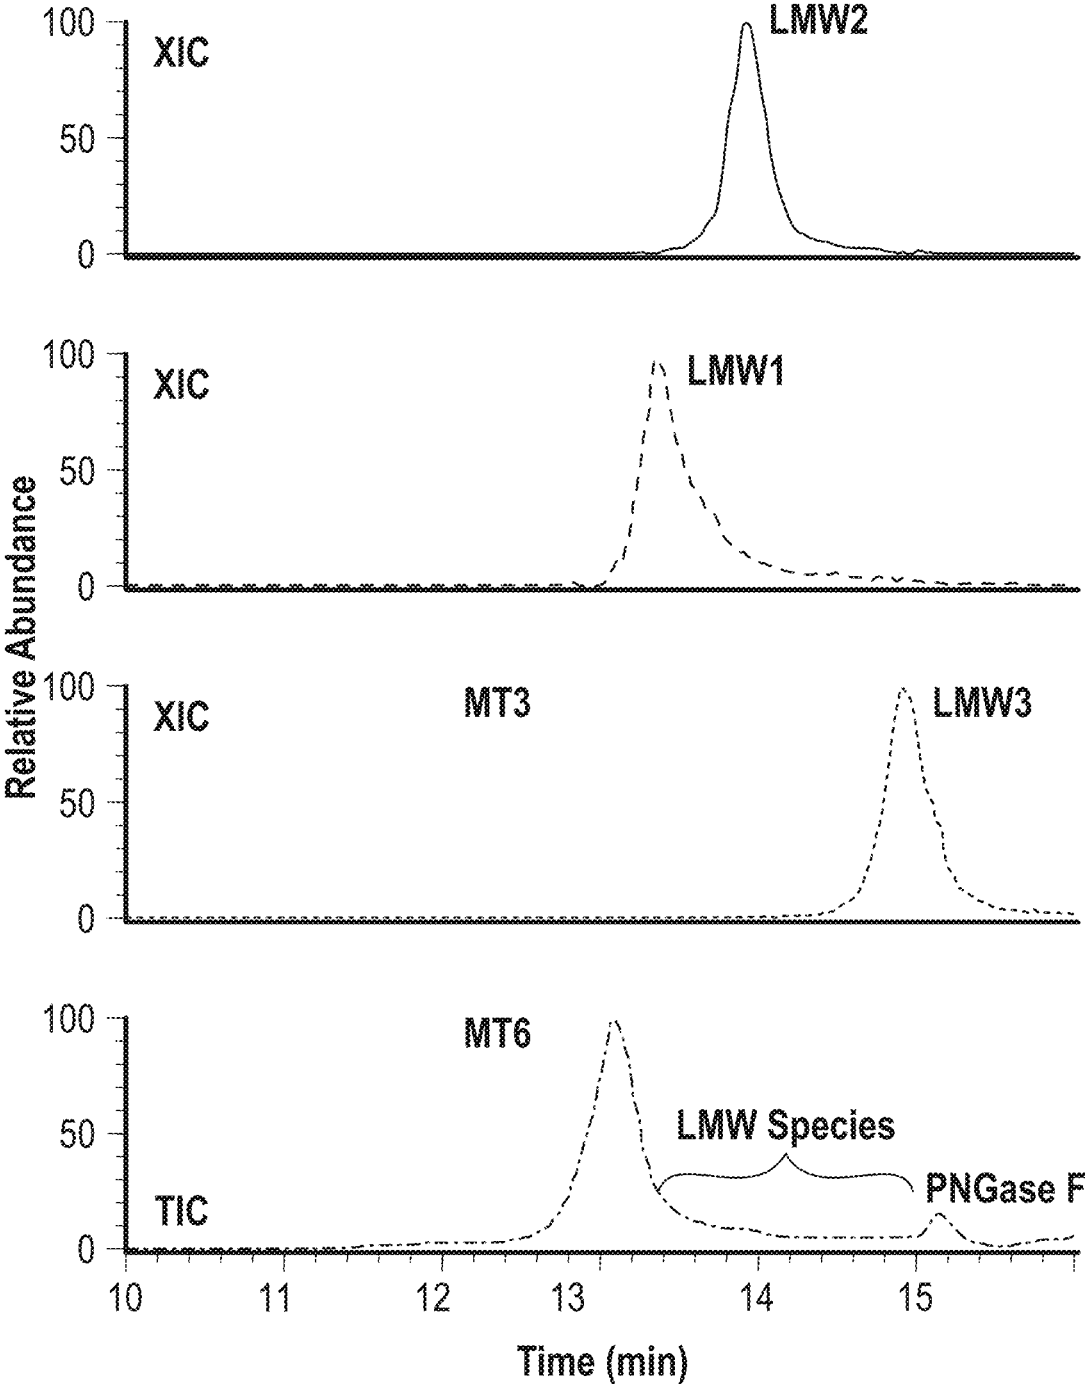 100
XIC
LMW2
50
0
100
XIC
LMW1
50
0
Relative Abundance
100
XIC
MT3
LMW3
50
0
100
MT6
50
LMW Species
PNGase F
TIC
0
10 11 12 13 14 15
Time (min)